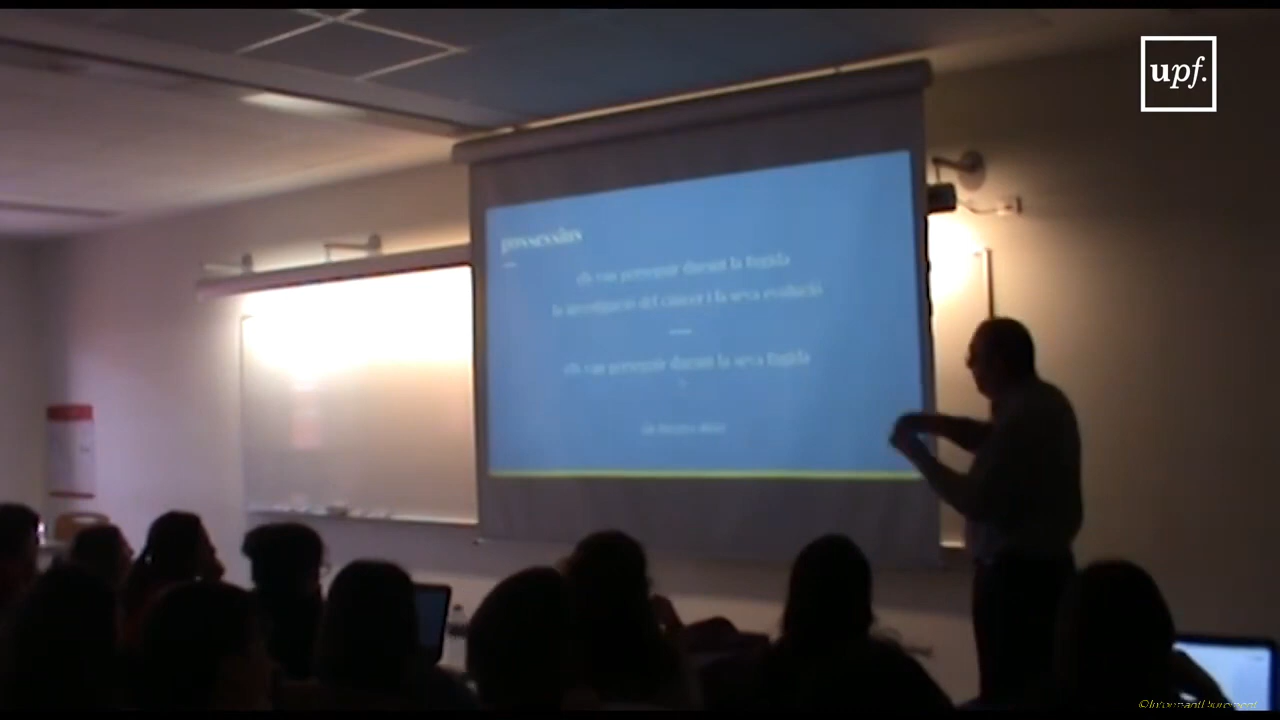 upf.
possessius
els van perseguir durant la fugida
la investigació del càncer i la seva evolució
els van perseguir durant la seva fugida